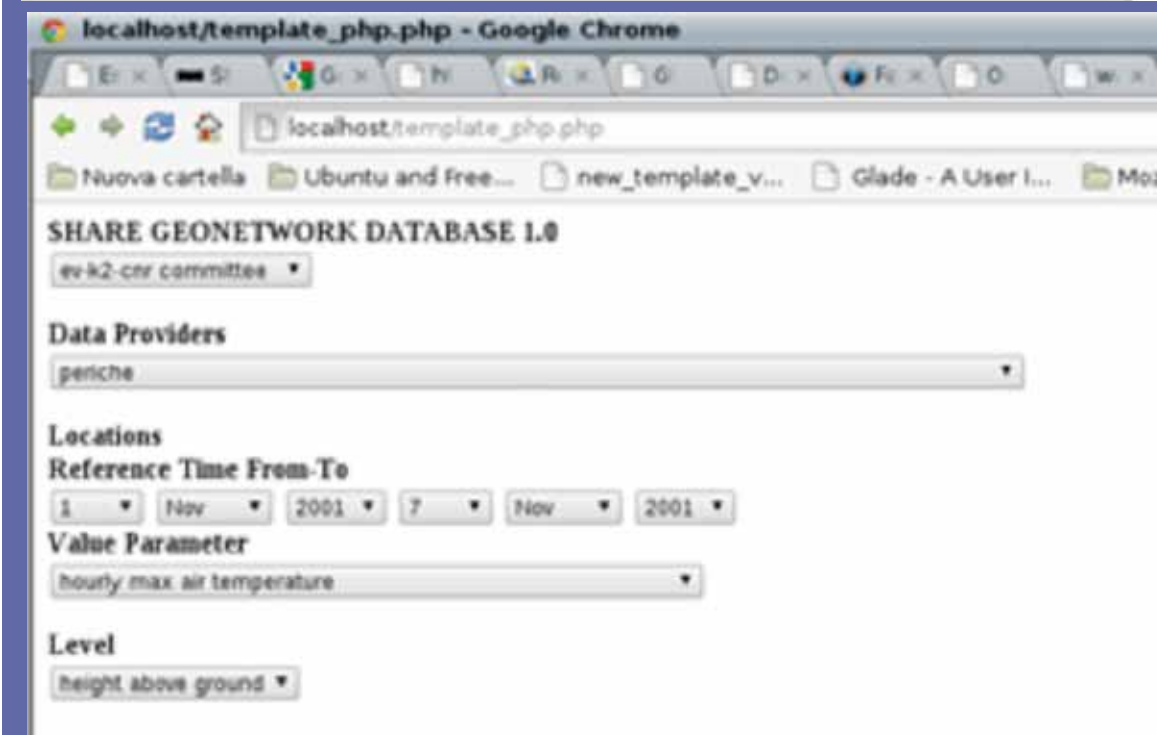 localhost/template_php.php - Google Chrome
localhost/template_php.php
Nuova cartella Ubuntu and Free... new_template_v... Glade - A User I... Moz
SHARE GEONETWORK DATABASE 1.0
ev-k2-cnr committee
Data Providers
periche
Locations
Reference Time From-To
1 Nov 2001 7 Nov 2001
Value Parameter
hourly max air temperature
Level
height above ground